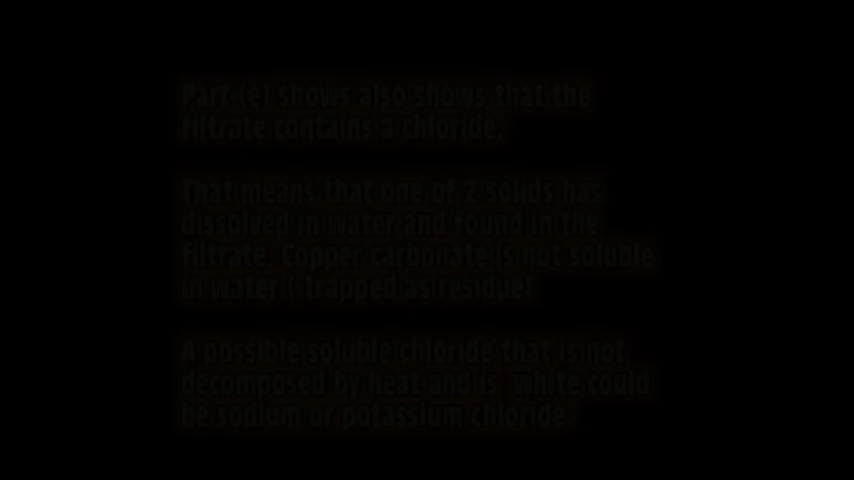 Part (e) shows also shows that the
filtrate contains a chloride.
That means that one of 2 solids has
dissolved in water and found in the
filtrate. Copper carbonate is not soluble
in water (trapped as residue)
A possible soluble chloride that is not
decomposed by heat and is white could
be sodium or potassium chloride.